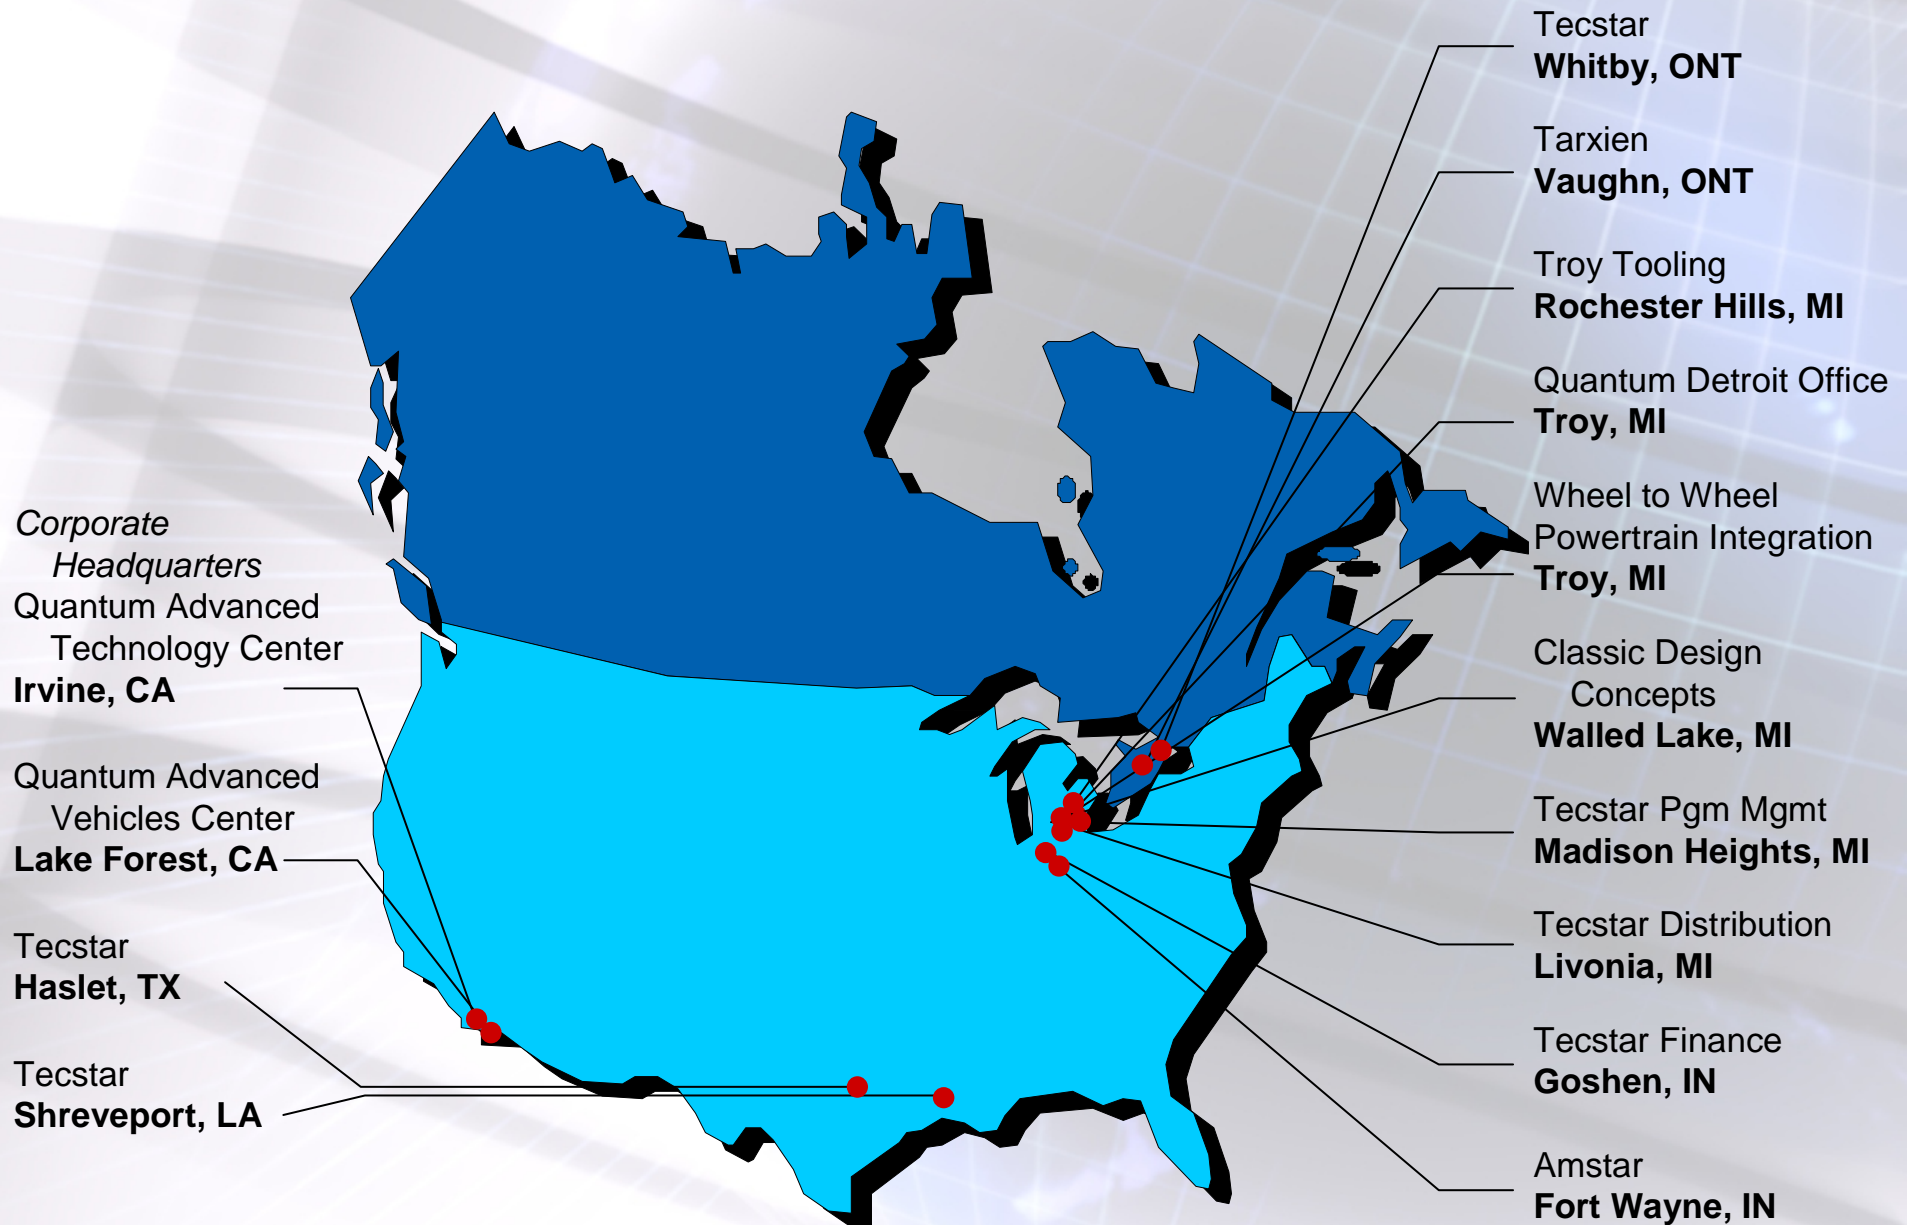 Corporate
Headquarters
Quantum Advanced
Technology Center
Irvine, CA
Quantum Advanced
Vehicles Center
Lake Forest, CA
Tecstar
Haslet, TX
Tecstar
Shreveport, LA
Tecstar
Whitby, ONT
Tarxien
Vaughn, ONT
Troy Tooling
Rochester Hills, MI
Quantum Detroit Office
Troy, MI
Wheel to Wheel
Powertrain Integration
Troy, MI
Classic Design
Concepts
Walled Lake, MI
Tecstar Pgm Mgmt
Madison Heights, MI
Tecstar Distribution
Livonia, MI
Tecstar Finance
Goshen, IN
Amstar
Fort Wayne, IN